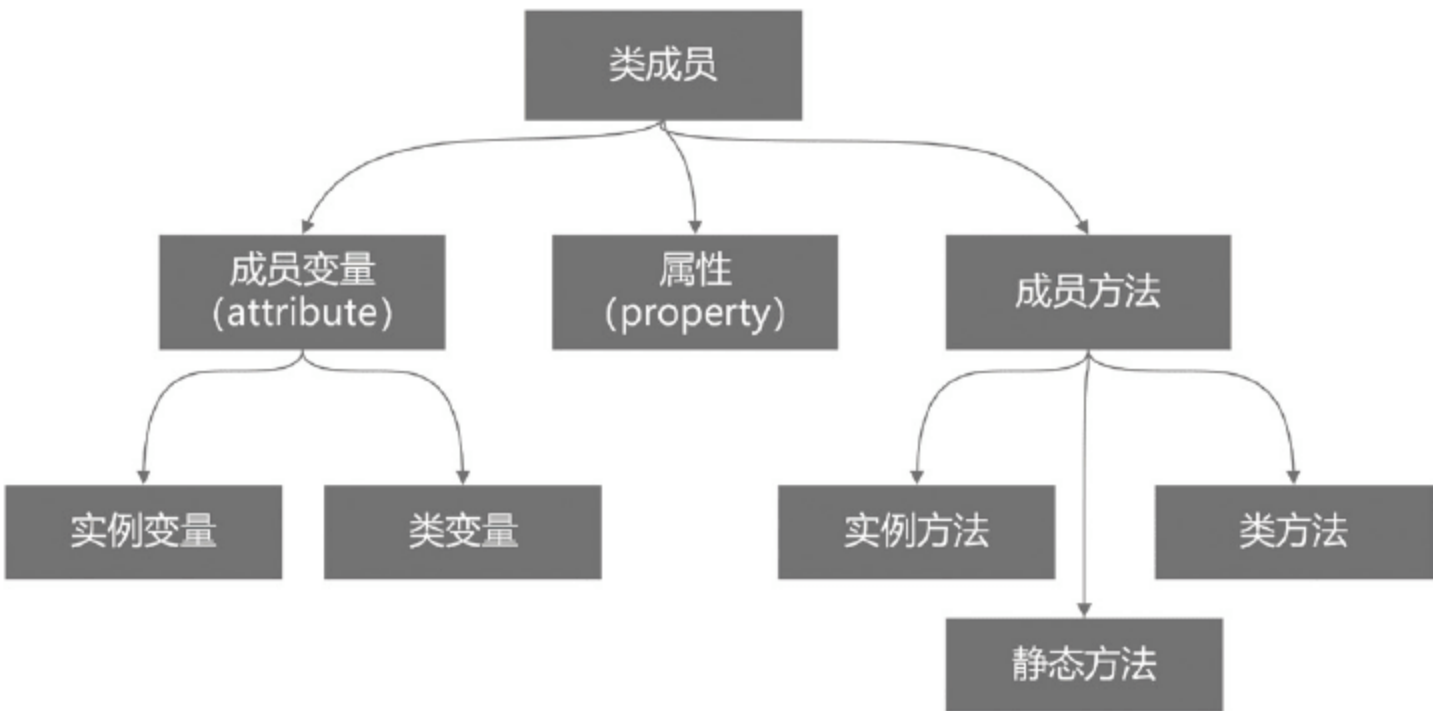 类成员
成员变量
（attribute）
属性
（property）
成员方法
实例变量
类变量
实例方法
类方法
静态方法